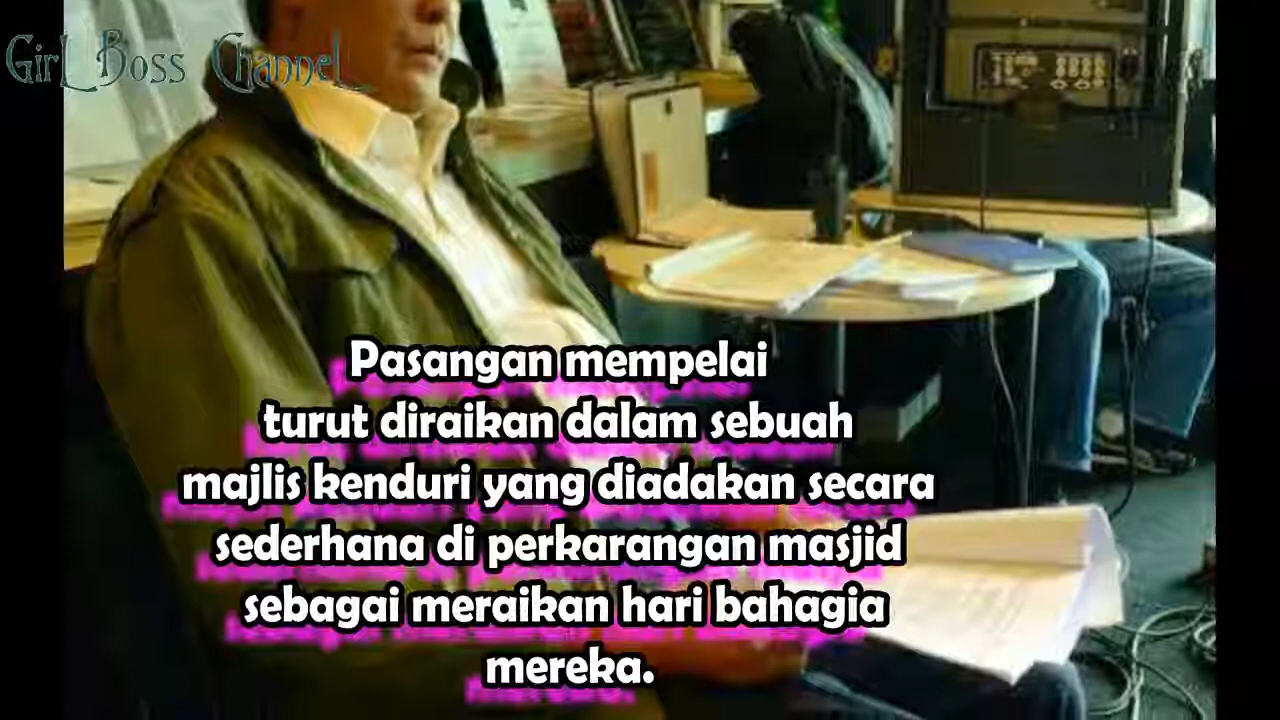 Girl Boss Channel
Pasangan mempelai
turut diraikan dalam sebuah
majlis kenduri yang diadakan secara
sederhana di perkarangan masjid
sebagai meraikan hari bahagia
mereka.